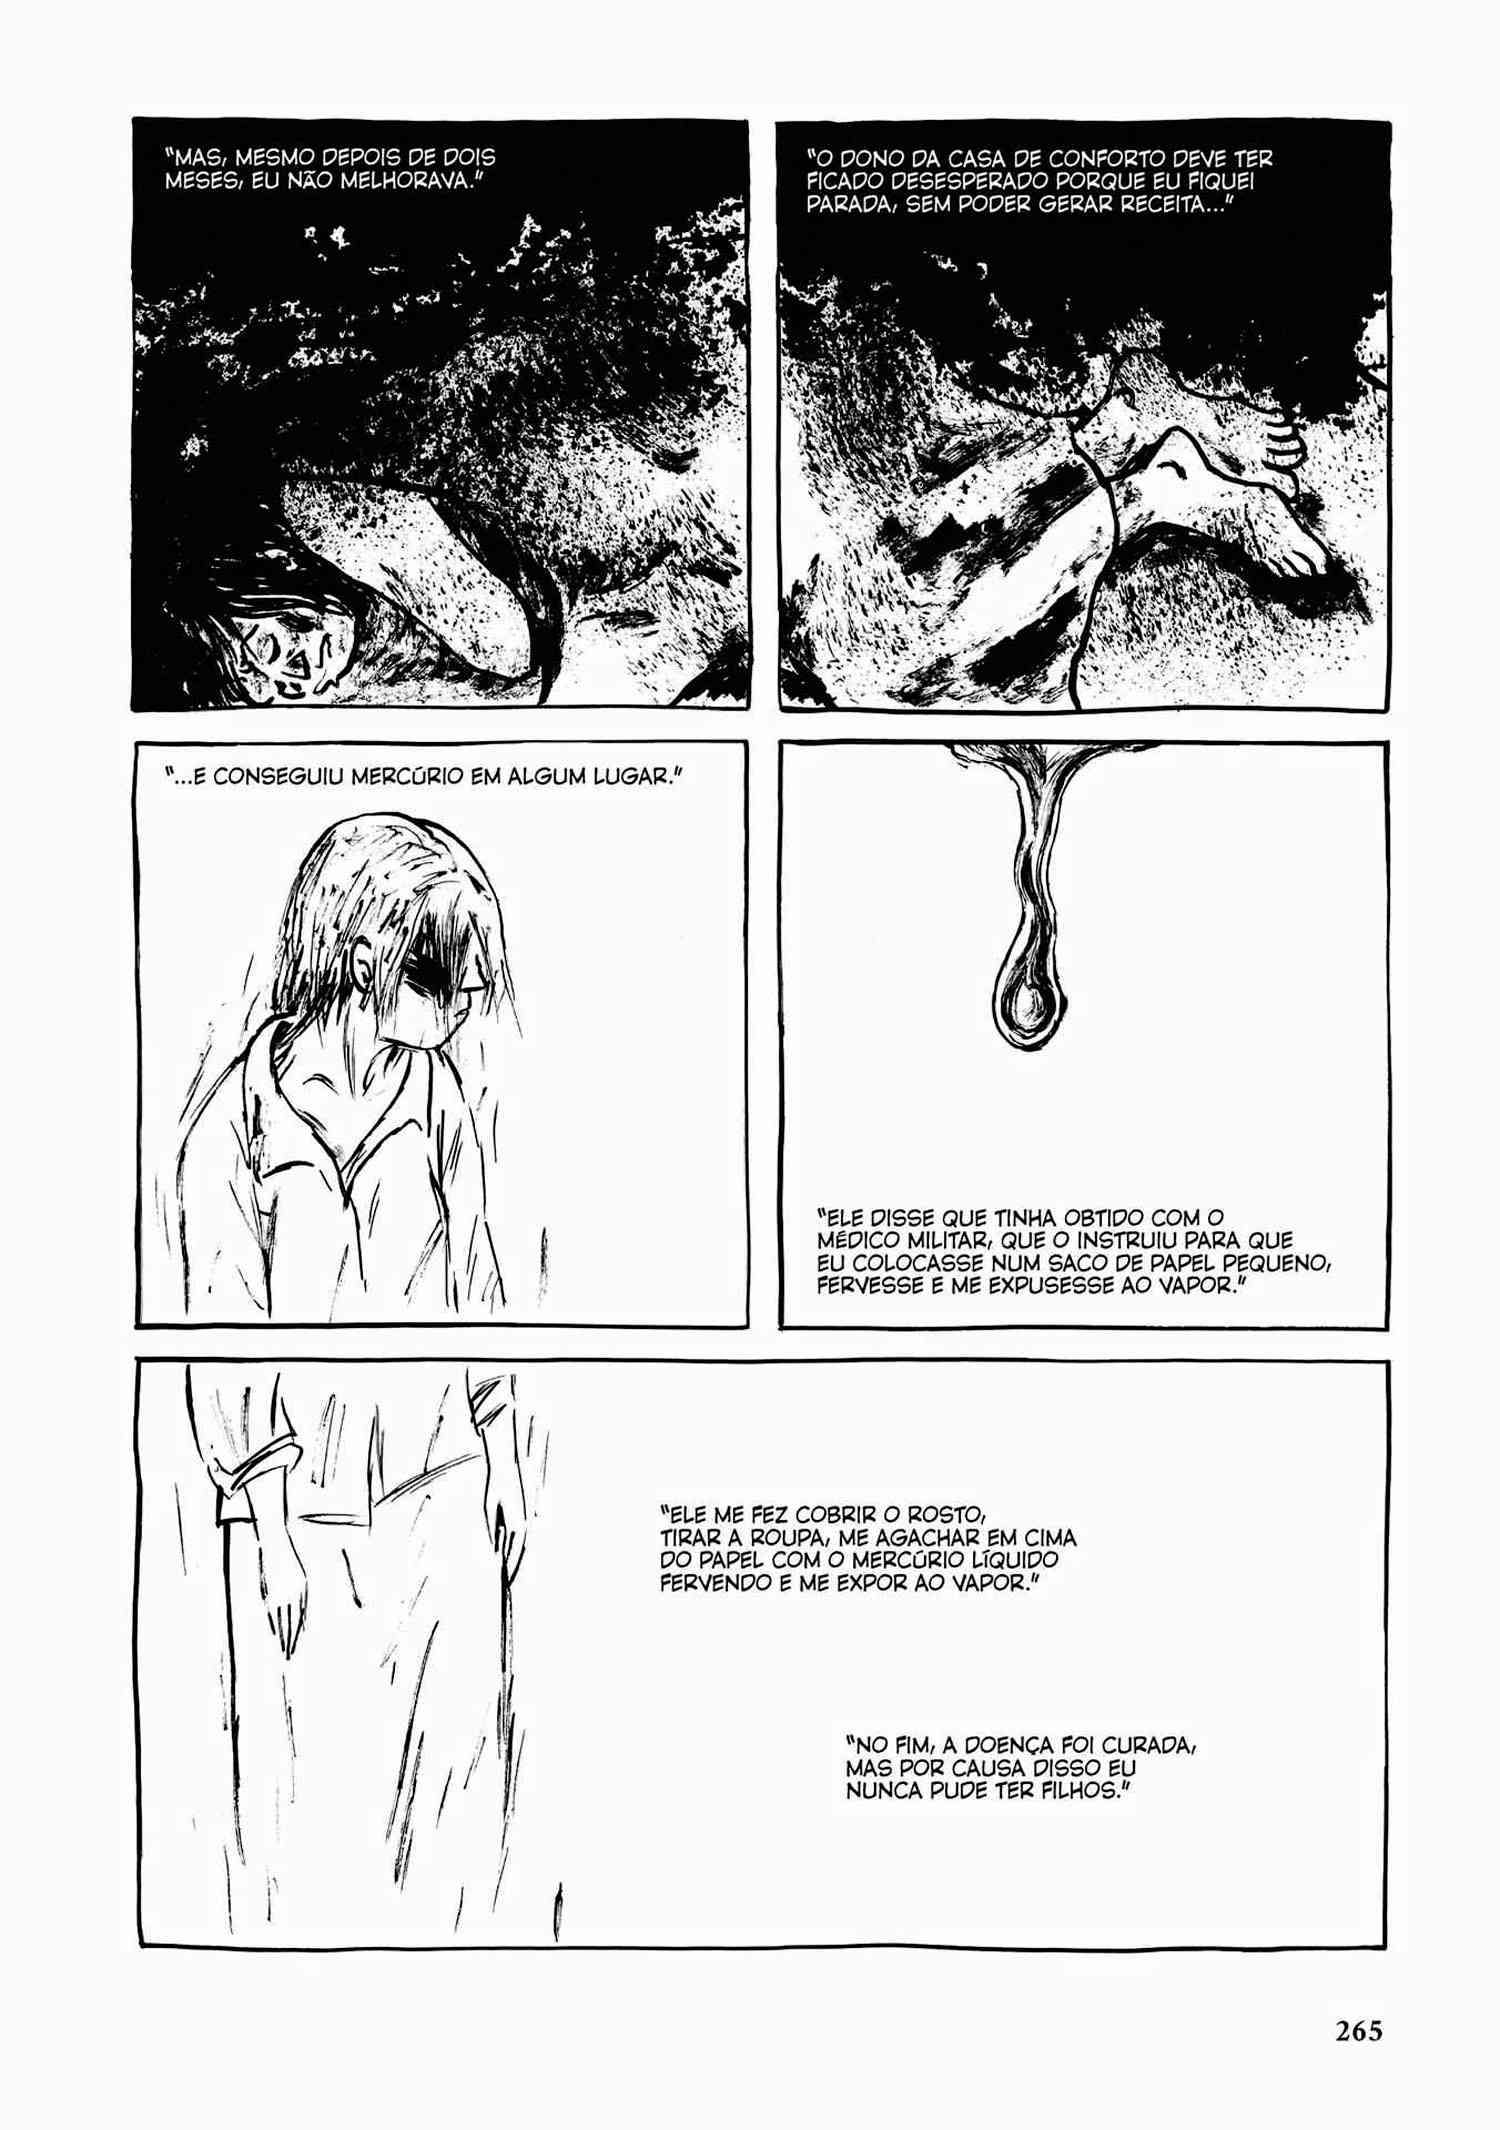 "MAS, MESMO DEPOIS DE DOIS
MESES, EU NÃO MELHORAVA."
"O DONO DA CASA DE CONFORTO DEVE TER
FICADO DESESPERADO PORQUE EU FIQUEI
PARADA, SEM PODER GERAR RECEITA..."
"...E CONSEGUIU MERCÚRIO EM ALGUM LUGAR."
"ELE DISSE QUE TINHA OBTIDO COM O
MÉDICO MILITAR, QUE O INSTRUIU PARA QUE
EU COLOCASSE NUM SACO DE PAPEL PEQUENO,
FERVESSE E ME EXPUSESSE AO VAPOR."
"ELE ME FEZ COBRIR O ROSTO,
TIRAR A ROUPA, ME AGACHAR EM CIMA
DO PAPEL COM O MERCÚRIO LÍQUIDO
FERVENDO E ME EXPOR AO VAPOR."
"NO FIM, A DOENÇA FOI CURADA,
MAS POR CAUSA DISSO EU
NUNCA PUDE TER FILHOS."
265